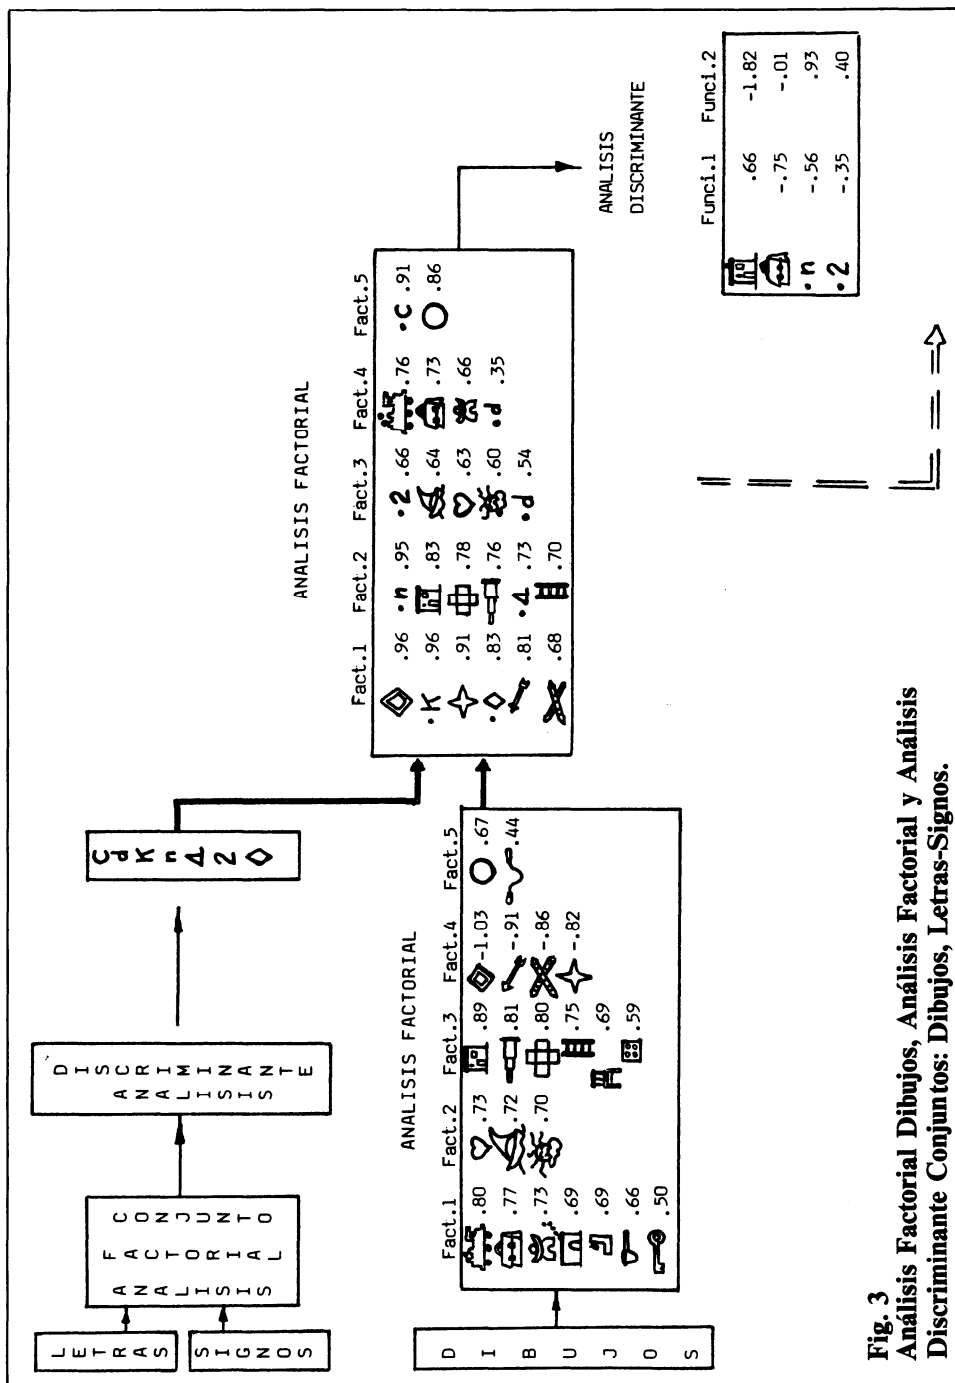 LETRAS
SIGNOS
ANALISIS
FACTORIAL
CONJUNTO
ANALISIS
DISCRIMINANTE
C
d
K
n
2
DIBUJOS
ANALISIS FACTORIAL
Fact.1 Fact.2 Fact.3 Fact.4 Fact.5
.80 .73 .89 -1.03 .67
.77 .72 .81 -.91 .44
.73 .70 .80 -.86
.69 .75 -.82
.69 .69
.66 .59
.50
ANALISIS FACTORIAL
Fact.1 Fact.2 Fact.3 Fact.4 Fact.5
.96 •n .95 •2 .66 .76 •C .91
•K .96 .83 .64 .73 .86
.91 .78 .63 .66
.83 .76 .60 •d .35
.81 .73 •d .54
.68 .70
ANALISIS
DISCRIMINANTE
Funci.1 Funci.2
.66 -1.82
-.75 -.01
•n -.56 .93
•2 -.35 .40
Fig. 3
Análisis Factorial Dibujos, Análisis Factorial y Análisis
Discriminante Conjuntos: Dibujos, Letras-Signos.